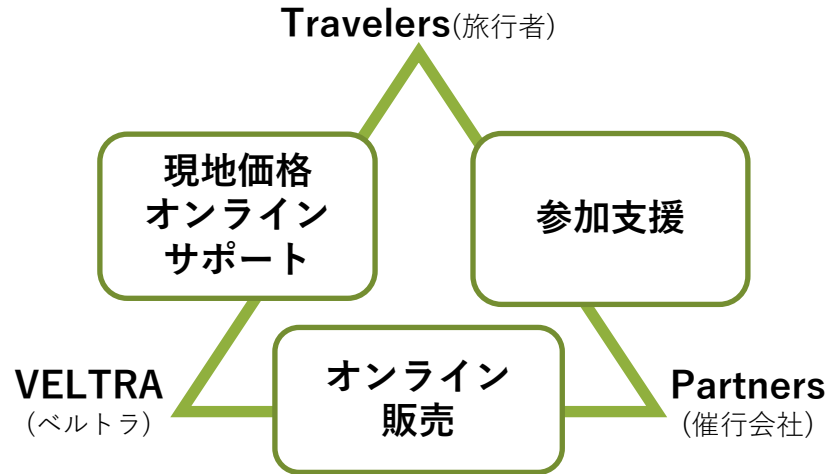 Travelers(旅行者)
現地価格
オンライン
サポート
参加支援
VELTRA
(ベルトラ)
オンライン
販売
Partners
(催行会社)